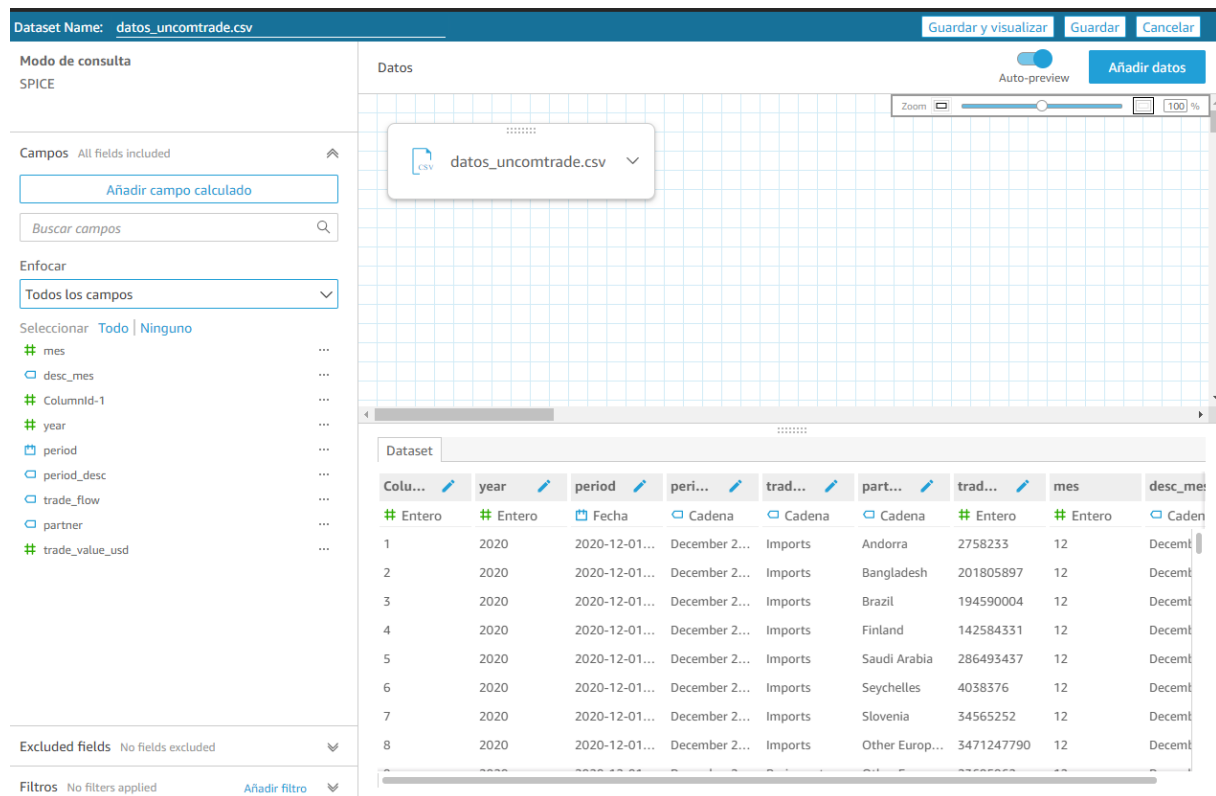 Dataset Name: datos_uncomtrade.csv Guardar y visualizar Guardar Cancelar
Modo de consulta
SPICE
Datos
Auto-preview
Añadir datos
Zoom 100 %
CSV datos_uncomtrade.csv
Campos All fields included
Añadir campo calculado
Buscar campos
Enfocar
Todos los campos
Seleccionar Todo Ninguno
mes ...
desc_mes ...
ColumnId-1 ...
year ...
period ...
period_desc ...
trade_flow ...
partner ...
trade_value_usd ...
Excluded fields No fields excluded
Filtros No filters applied Añadir filtro
Dataset
Colu... year period peri... trad... part... trad... mes desc_mes
# Entero # Entero Fecha Cadena Cadena Cadena # Entero # Entero Caden
1 2020 2020-12-01... December 2... Imports Andorra 2758233 12 Decemb
2 2020 2020-12-01... December 2... Imports Bangladesh 201805897 12 Decemb
3 2020 2020-12-01... December 2... Imports Brazil 194590004 12 Decemb
4 2020 2020-12-01... December 2... Imports Finland 142584331 12 Decemb
5 2020 2020-12-01... December 2... Imports Saudi Arabia 286493437 12 Decemb
6 2020 2020-12-01... December 2... Imports Seychelles 4038376 12 Decemb
7 2020 2020-12-01... December 2... Imports Slovenia 34565252 12 Decemb
8 2020 2020-12-01... December 2... Imports Other Europ... 3471247790 12 Decemb